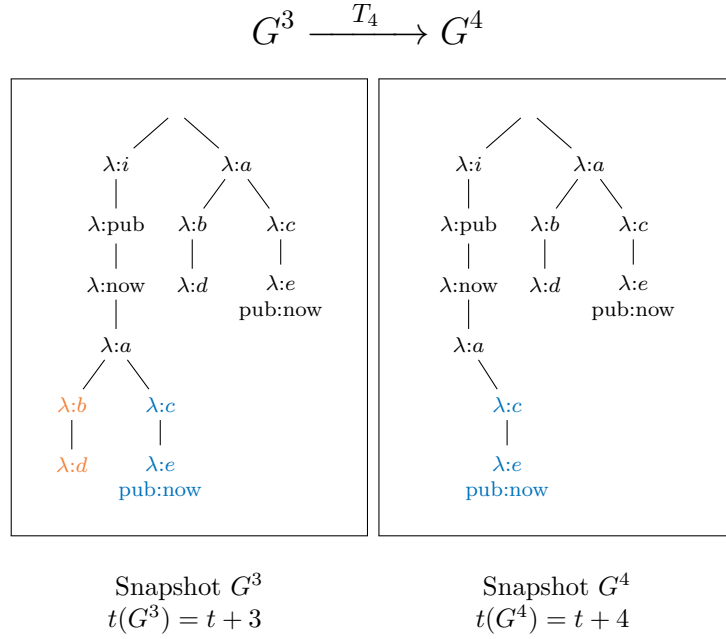 G³ T₄ G⁴
λ:i λ:a
λ:pub λ:b λ:c
λ:now λ:d λ:e
pub:now
λ:a
λ:b λ:c
λ:d λ:e
pub:now
Snapshot G³
t(G³) = t + 3
λ:i λ:a
λ:pub λ:b λ:c
λ:now λ:d λ:e
pub:now
λ:a
λ:c
λ:e
pub:now
Snapshot G⁴
t(G⁴) = t + 4